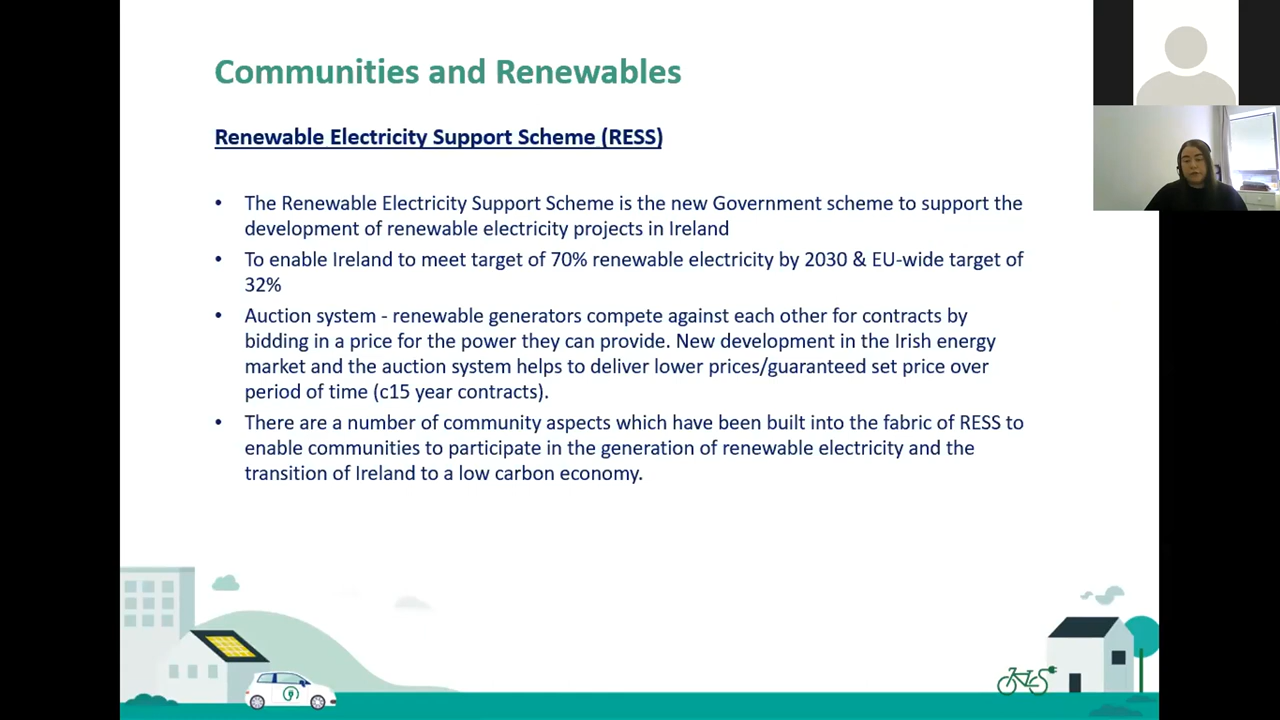 Communities and Renewables
Renewable Electricity Support Scheme (RESS)
• The Renewable Electricity Support Scheme is the new Government scheme to support the
development of renewable electricity projects in Ireland
• To enable Ireland to meet target of 70% renewable electricity by 2030 & EU-wide target of
32%
• Auction system - renewable generators compete against each other for contracts by
bidding in a price for the power they can provide. New development in the Irish energy
market and the auction system helps to deliver lower prices/guaranteed set price over
period of time (c15 year contracts).
• There are a number of community aspects which have been built into the fabric of RESS to
enable communities to participate in the generation of renewable electricity and the
transition of Ireland to a low carbon economy.